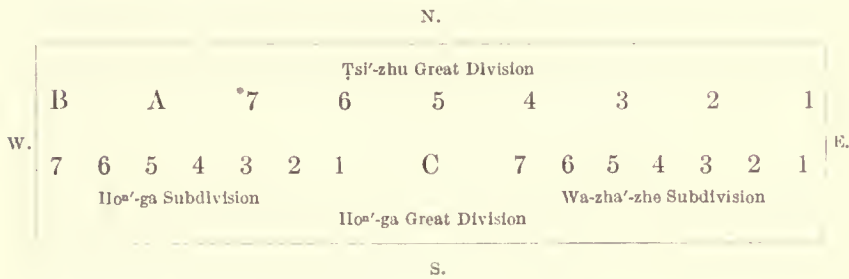 N.
Ṭsi′-zhu Great Division
B A 7 6 5 4 3 2 1
W. E.
7 6 5 4 3 2 1 C 7 6 5 4 3 2 1
Hoⁿ′-ga Subdivision Wa-zha′-zhe Subdivision
Hoⁿ′-ga Great Division
S.